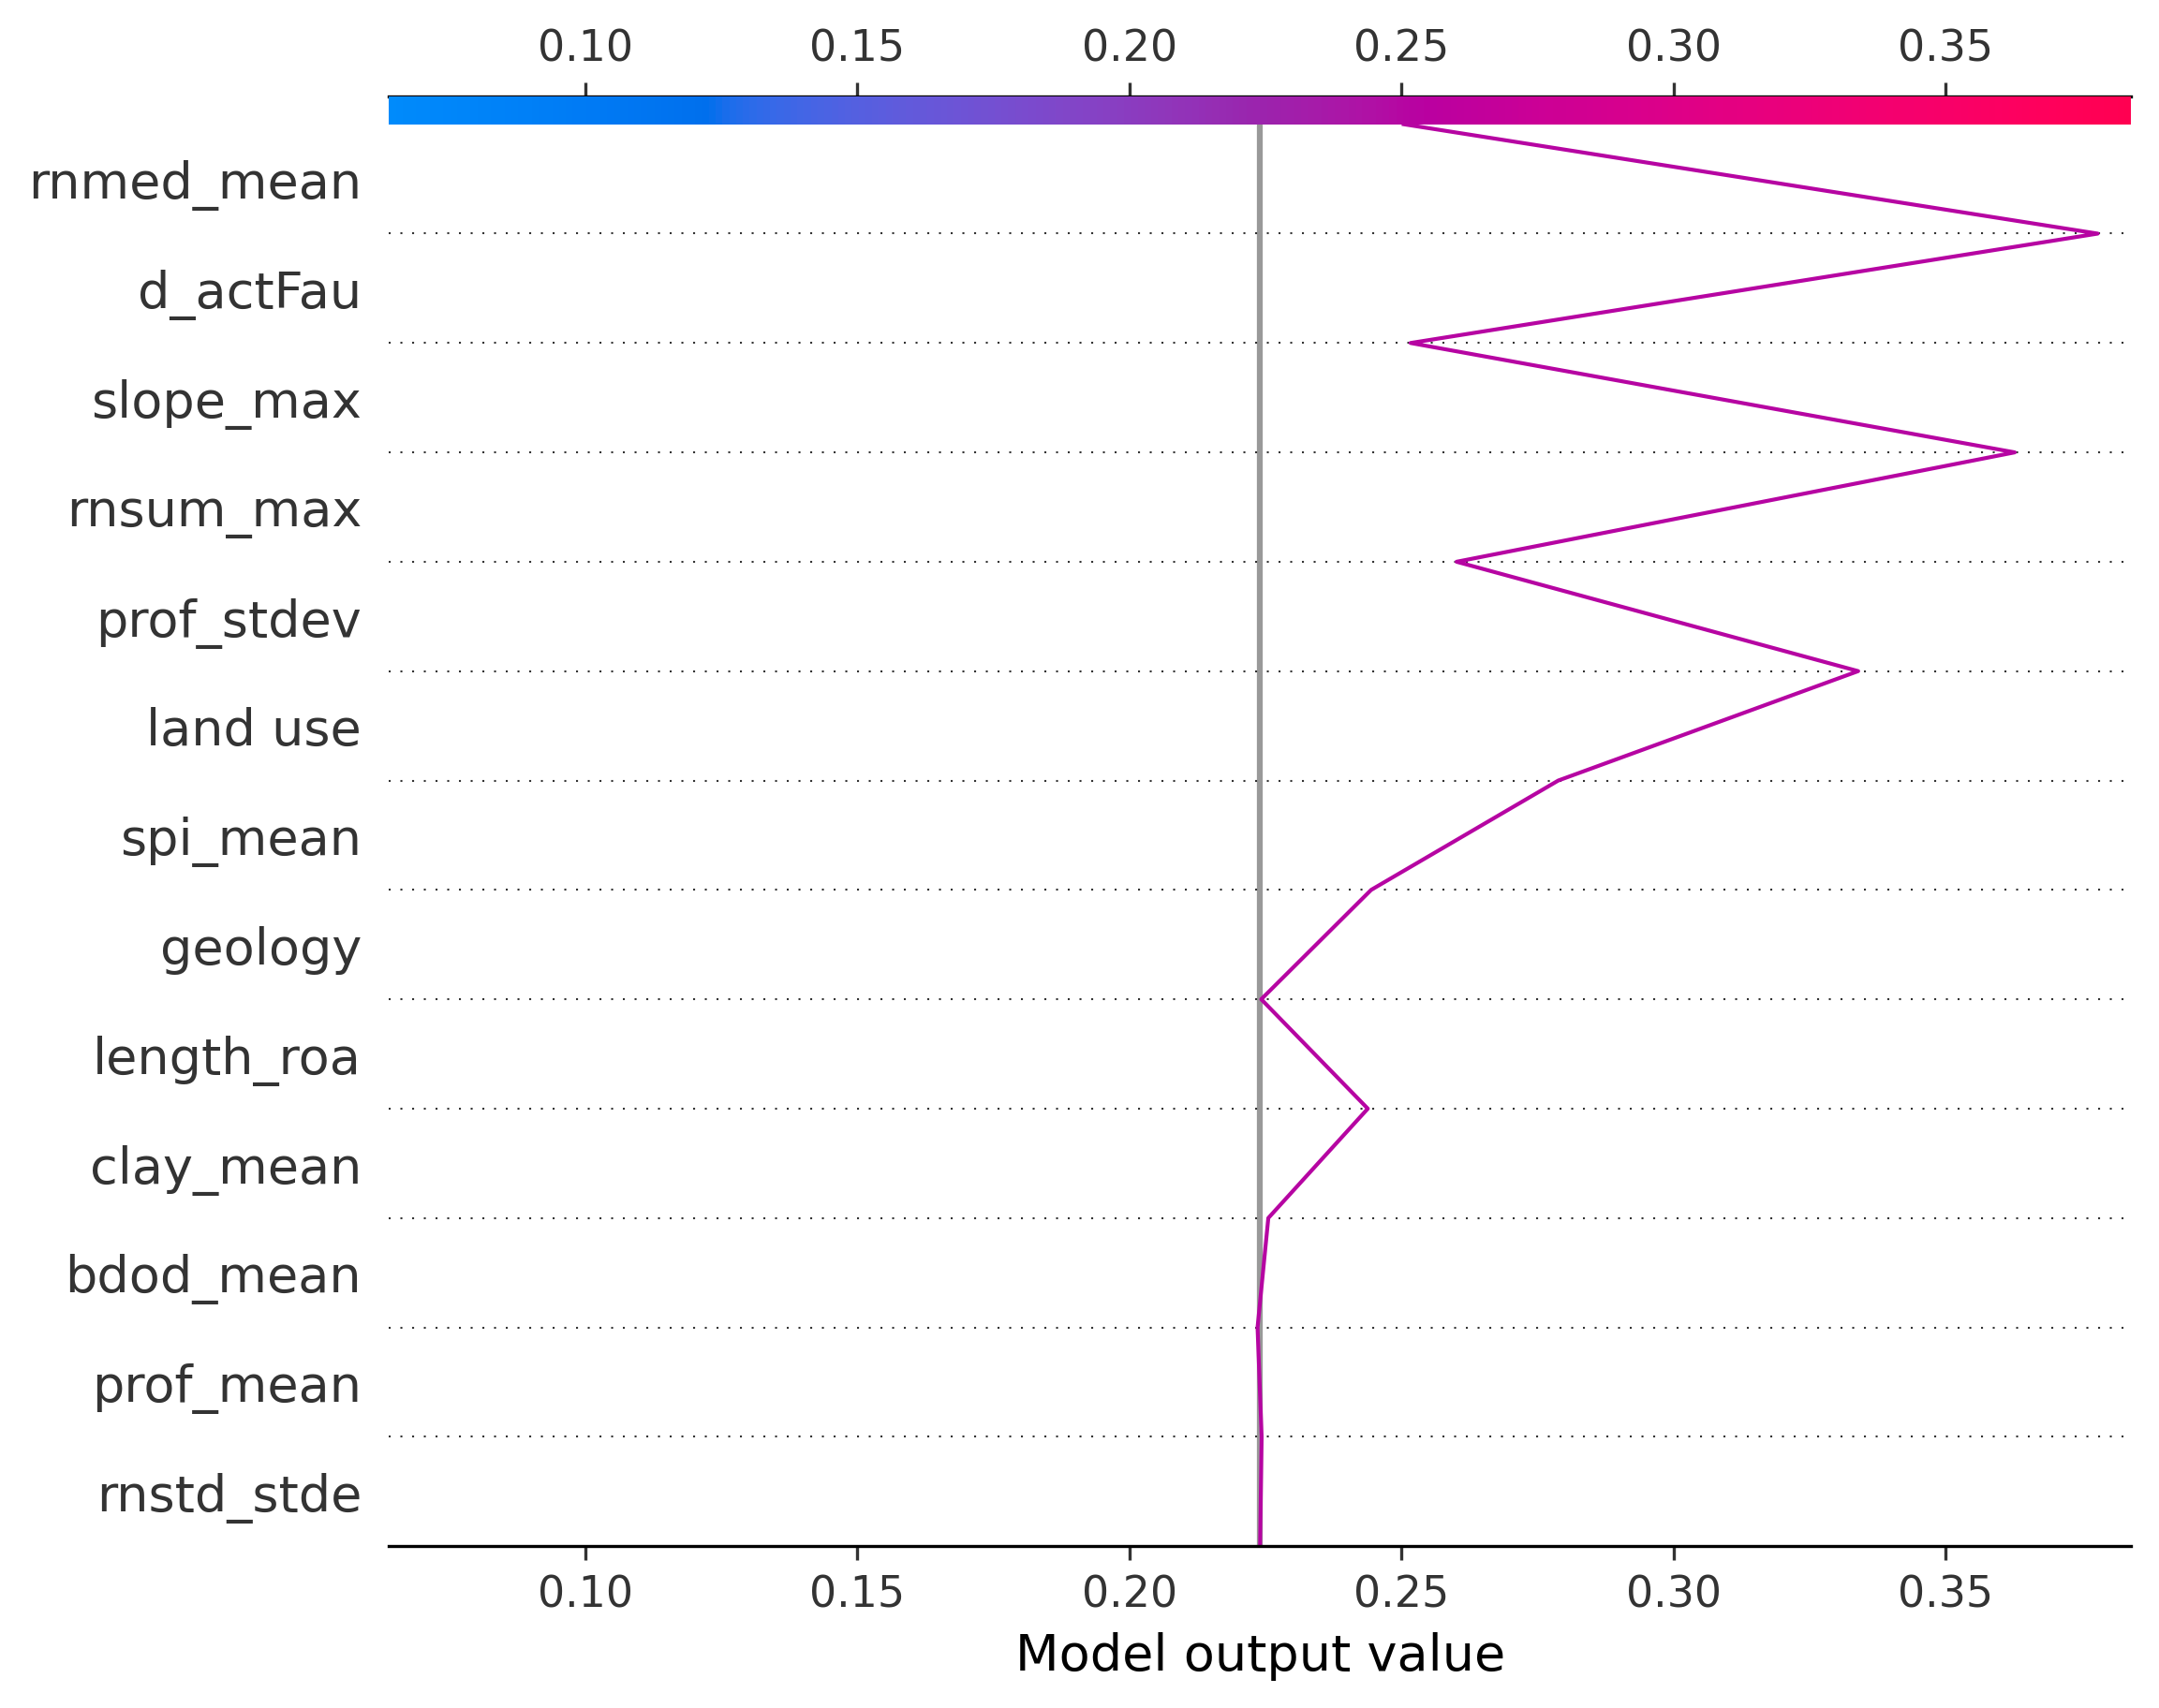 0.10 0.15 0.20 0.25 0.30 0.35
rnmed_mean
d_actFau
slope_max
rnsum_max
prof_stdev
land use
spi_mean
geology
length_roa
clay_mean
bdod_mean
prof_mean
rnstd_stde
0.10 0.15 0.20 0.25 0.30 0.35
Model output value